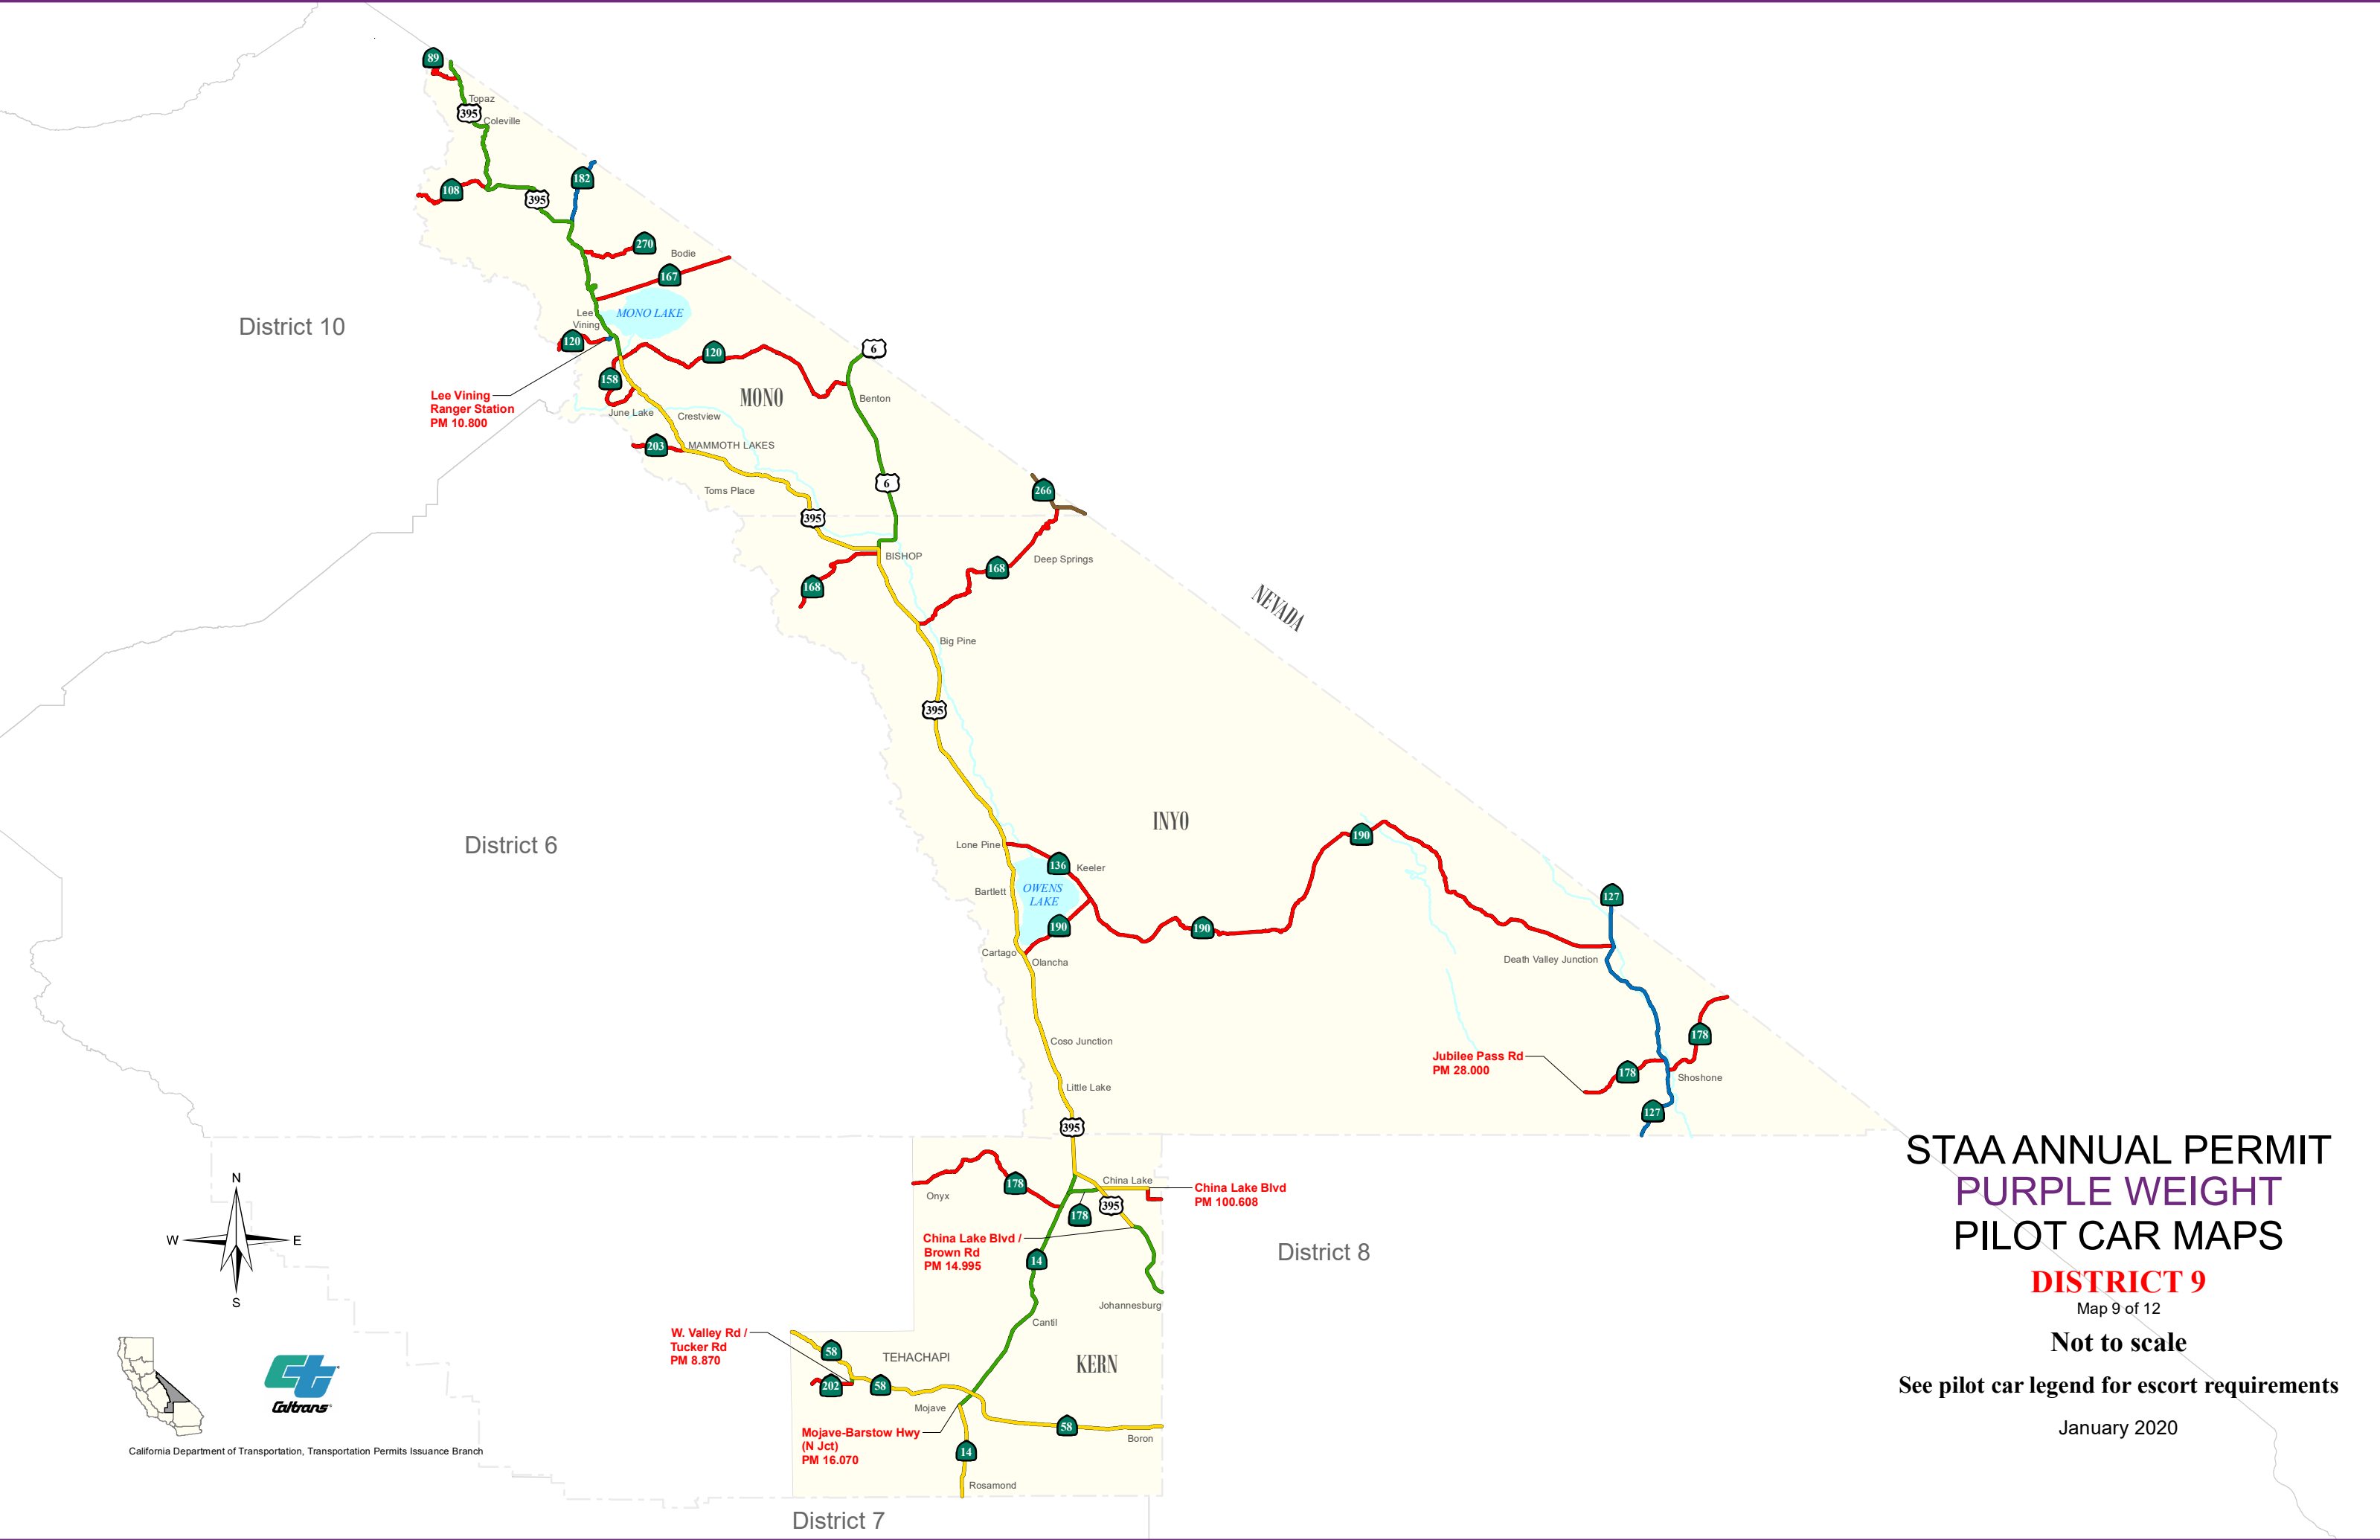 89
Topaz
395
Coleville
182
108
395
270
Bodie
167
MONO LAKE
Lee
Vining
District 10
120
120
6
158
Lee Vining
Ranger Station
PM 10.800
MONO
Benton
June Lake
Crestview
203
MAMMOTH LAKES
Toms Place
6
266
395
BISHOP
Deep Springs
168
168
NEVADA
Big Pine
395
INYO
190
District 6
Lone Pine
136
Keeler
Bartlett
OWENS
LAKE
127
190
190
Cartago
Olancha
Death Valley Junction
Coso Junction
178
Jubilee Pass Rd
PM 28.000
178
Shoshone
Little Lake
127
395
STAA ANNUAL PERMIT
PURPLE WEIGHT
PILOT CAR MAPS
DISTRICT 9
Map 9 of 12
Not to scale
See pilot car legend for escort requirements
January 2020
N
W
E
S
Onyx
178
China Lake
China Lake Blvd
PM 100.608
395
178
China Lake Blvd /
Brown Rd
PM 14.995
District 8
14
Johannesburg
Cantil
W. Valley Rd /
Tucker Rd
PM 8.870
58
TEHACHAPI
KERN
202
58
Mojave
58
Boron
Mojave-Barstow Hwy
(N Jct)
PM 16.070
14
Rosamond
ct
Caltrans
California Department of Transportation, Transportation Permits Issuance Branch
District 7